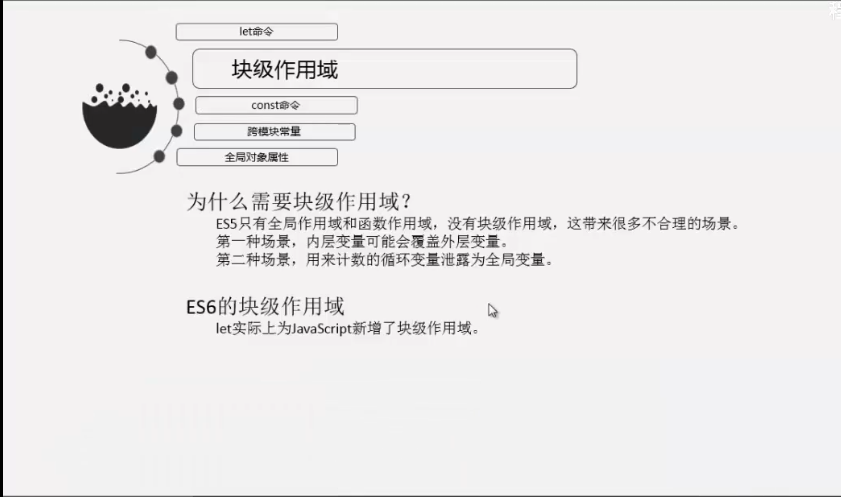 let命令
块级作用域
const命令
跨模块常量
全局对象属性
为什么需要块级作用域？
ES5只有全局作用域和函数作用域，没有块级作用域，这带来很多不合理的场景。
第一种场景，内层变量可能会覆盖外层变量。
第二种场景，用来计数的循环变量泄露为全局变量。
ES6的块级作用域
let实际上为JavaScript新增了块级作用域。